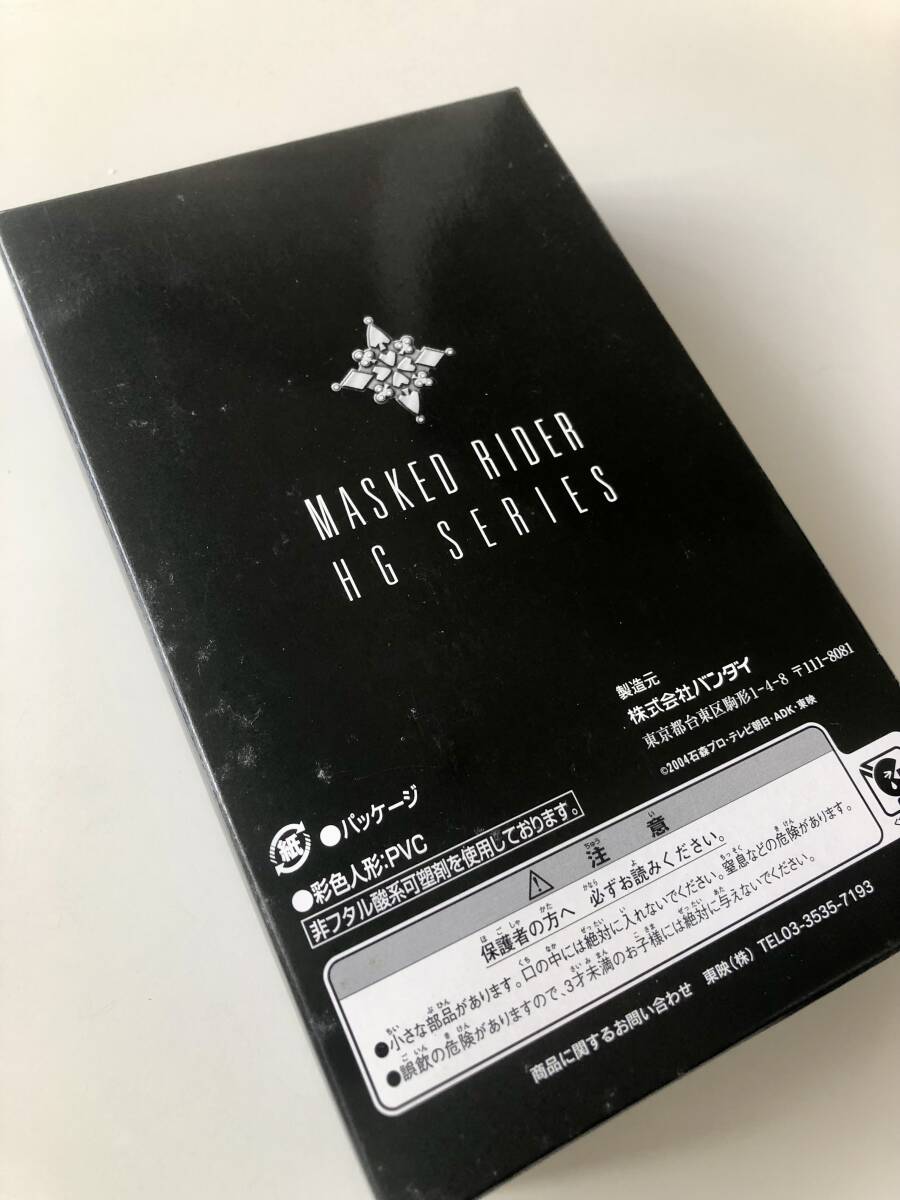 MASKED RIDER
HG SERIES
製造元
株式会社バンダイ
東京都台東区駒形1-4-8 〒111-8081
©2004石森プロ・テレビ朝日・ADK・東映
紙
●パッケージ
●彩色人形:PVC
非フタル酸系可塑剤を使用しております。
注意
保護者の方へ 必ずお読みください。
●小さな部品があります。口の中には絶対に入れないでください。窒息などの危険があります。
●誤飲の危険がありますので、3才未満のお子様には絶対に与えないでください。
商品に関するお問い合わせ 東映(株) TEL03-3535-7193